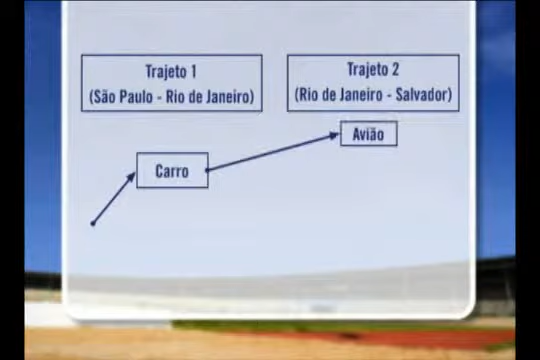 Trajeto 1
(São Paulo - Rio de Janeiro)
Trajeto 2
(Rio de Janeiro - Salvador)
Avião
Carro